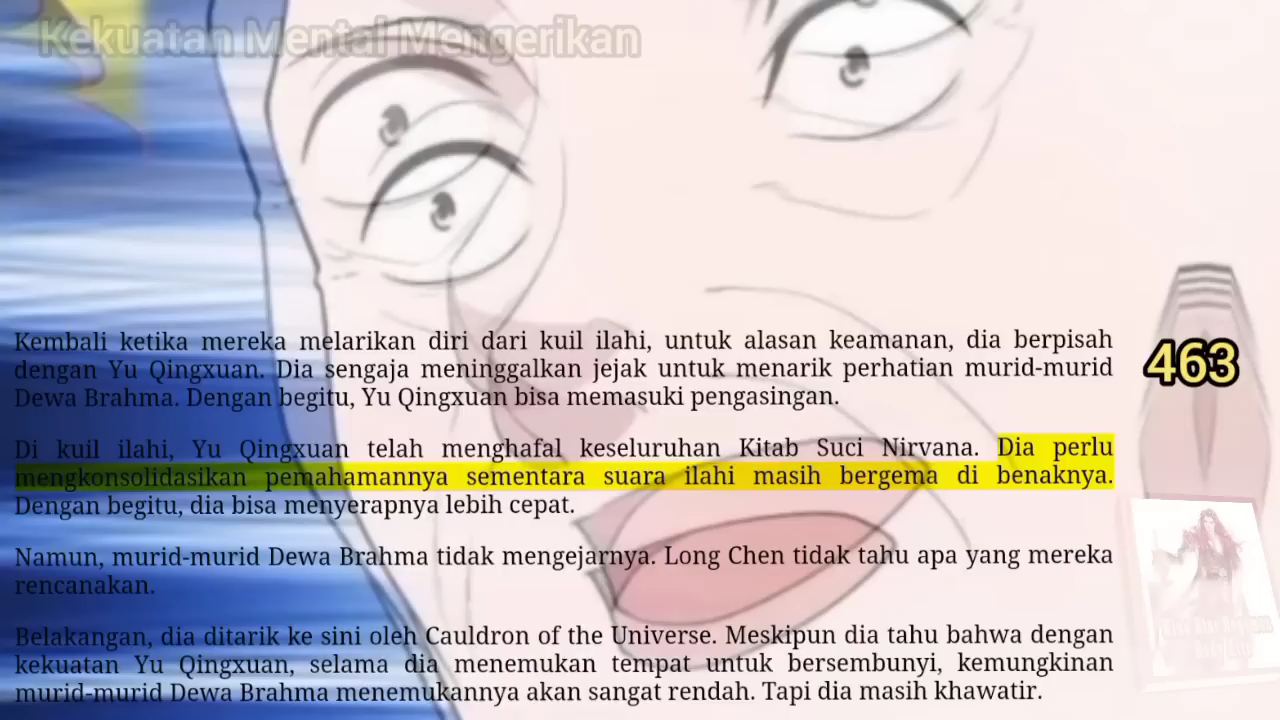 Kekuatan Mental Mengerikan
Kembali ketika mereka melarikan diri dari kuil ilahi, untuk alasan keamanan, dia berpisah
dengan Yu Qingxuan. Dia sengaja meninggalkan jejak untuk menarik perhatian murid-murid
Dewa Brahma. Dengan begitu, Yu Qingxuan bisa memasuki pengasingan.
463
Di kuil ilahi, Yu Qingxuan telah menghafal keseluruhan Kitab Suci Nirvana. Dia perlu
mengkonsolidasikan pemahamannya sementara suara ilahi masih bergema di benaknya.
Dengan begitu, dia bisa menyerapnya lebih cepat.
Namun, murid-murid Dewa Brahma tidak mengejarnya. Long Chen tidak tahu apa yang mereka
rencanakan.
Belakangan, dia ditarik ke sini oleh Cauldron of the Universe. Meskipun dia tahu bahwa dengan
kekuatan Yu Qingxuan, selama dia menemukan tempat untuk bersembunyi, kemungkinan
murid-murid Dewa Brahma menemukannya akan sangat rendah. Tapi dia masih khawatir.